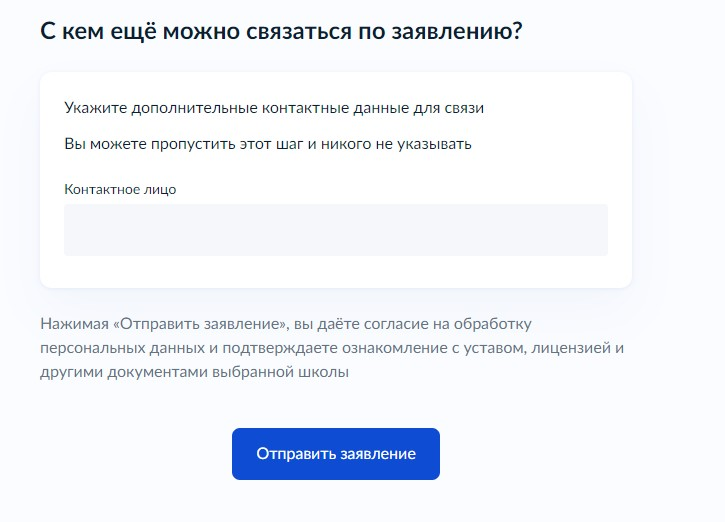 С кем ещё можно связаться по заявлению?
Укажите дополнительные контактные данные для связи
Вы можете пропустить этот шаг и никого не указывать
Контактное лицо
Нажимая «Отправить заявление», вы даёте согласие на обработку
персональных данных и подтверждаете ознакомление с уставом, лицензией и
другими документами выбранной школы
Отправить заявление